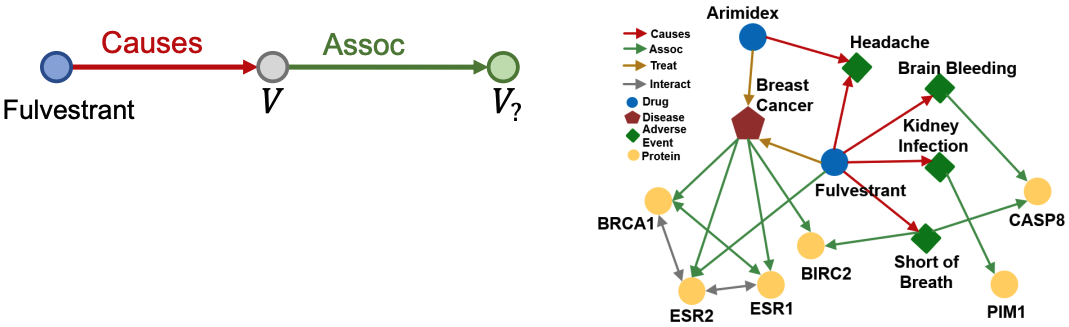 Causes
Assoc
Fulvestrant
V
V?
Arimidex
Causes
Assoc
Treat
Interact
Drug
Disease
Adverse
Event
Protein
Headache
Brain Bleeding
Breast
Cancer
Kidney
Infection
Fulvestrant
BRCA1
CASP8
BIRC2
Short of
Breath
ESR2
ESR1
PIM1